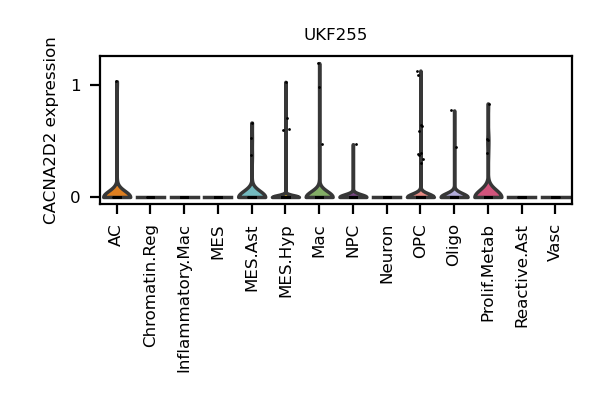 UKF255
CACNA2D2 expression
1
0
AC
Chromatin.Reg
Inflammatory.Mac
MES
MES.Ast
MES.Hyp
Mac
NPC
Neuron
OPC
Oligo
Prolif.Metab
Reactive.Ast
Vasc